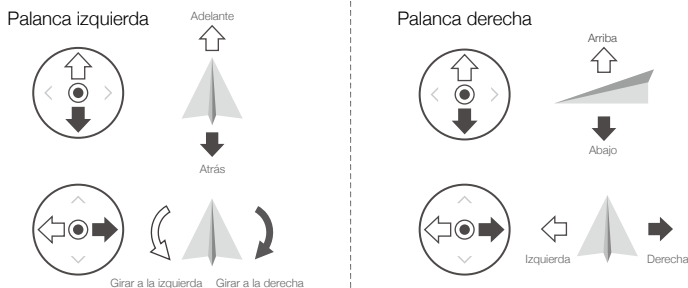 Palanca izquierda
Adelante
Atrás
Girar a la izquierda
Girar a la derecha
Palanca derecha
Arriba
Abajo
Izquierda
Derecha